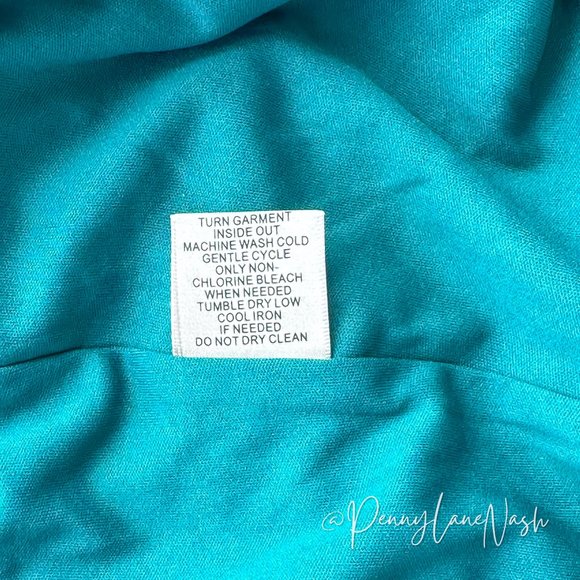 TURN GARMENT
INSIDE OUT
MACHINE WASH COLD
GENTLE CYCLE
ONLY NON-
CHLORINE BLEACH
WHEN NEEDED
TUMBLE DRY LOW
COOL IRON
IF NEEDED
DO NOT DRY CLEAN
@PennyLaneNash